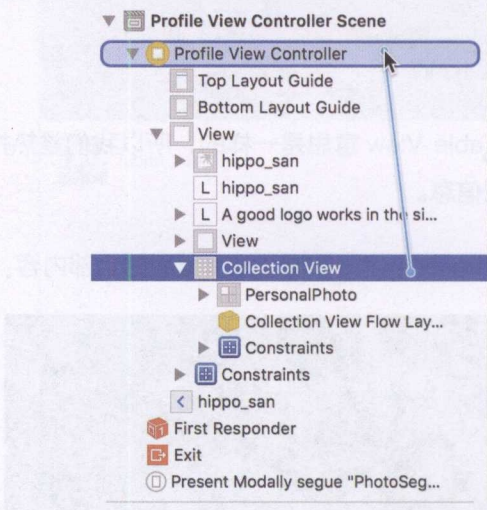 Profile View Controller Scene
Profile View Controller
Top Layout Guide
Bottom Layout Guide
View
hippo_san
L hippo_san
L A good logo works in the si...
View
Collection View
PersonalPhoto
Collection View Flow Lay...
Constraints
Constraints
hippo_san
First Responder
Exit
Present Modally segue "PhotoSeg...